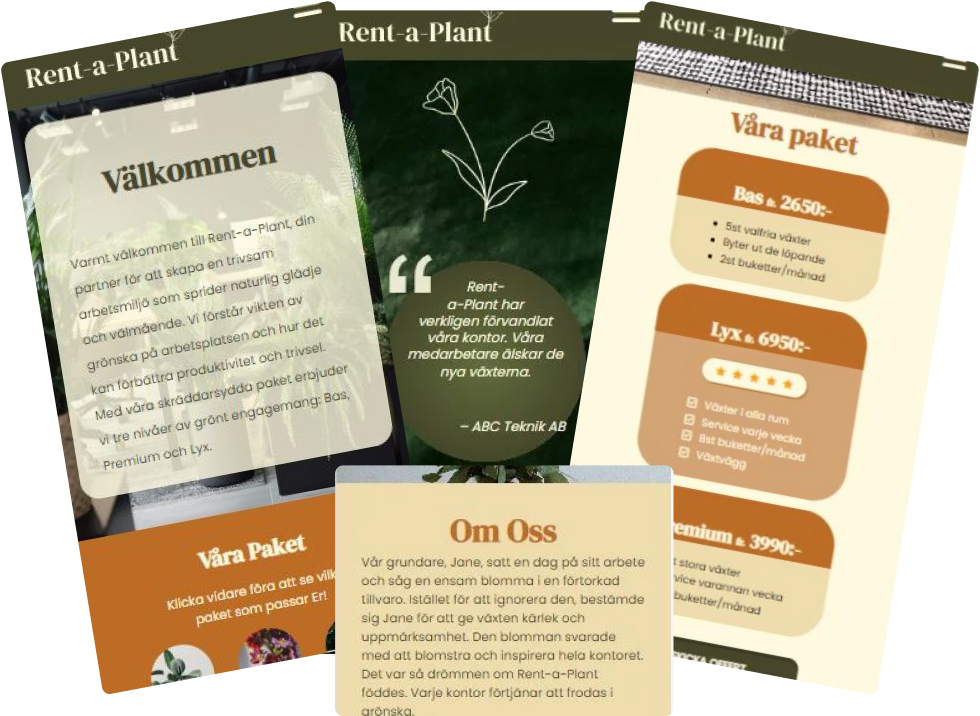 Rent-a-Plant
Välkommen
Varmt välkommen till Rent-a-Plant, din
partner för att skapa en trivsam
arbetsmiljö som sprider naturlig glädje
och välmående. Vi förstår vikten av
grönska på arbetsplatsen och hur det
kan förbättra produktivitet och trivsel.
Med våra skräddarsydda paket erbjuder
vi tre nivåer av grönt engagemang: Bas,
Premium och Lyx.
Våra Paket
Klicka vidare föra att se vilk
paket som passar Er!
Rent-a-Plant
Rent-
a-Plant har
verkligen förvandlat
våra kontor. Våra
medarbetare älskar de
nya växterna.
– ABC Teknik AB
Om Oss
Vår grundare, Jane, satt en dag på sitt arbete
och såg en ensam blomma i en förtorkad
tillvaro. Istället för att ignorera den, bestämde
sig Jane för att ge växten kärlek och
uppmärksamhet. Den blomman svarade
med att blomstra och inspirera hela kontoret.
Det var så drömmen om Rent-a-Plant
föddes. Varje kontor förtjänar att frodas i
grönska.
Rent-a-Plant
Våra paket
Bas fr. 2650:-
5st valfria växter
Byter ut de löpande
2st buketter/månad
Lyx fr. 6950:-
Växter i alla rum
Service varje vecka
8st buketter/månad
Växtvägg
remium fr. 3990:-
t stora växter
vice varannan vecka
buketter/månad